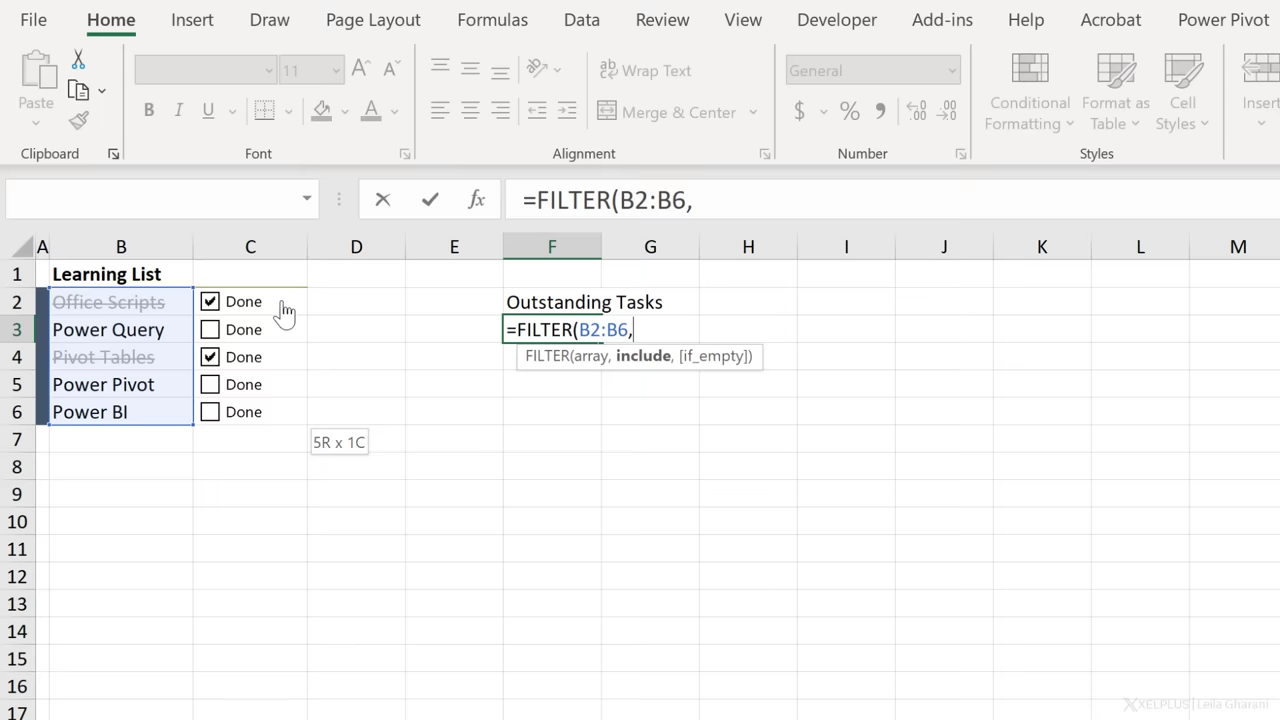 File Home Insert Draw Page Layout Formulas Data Review View Developer Add-ins Help Acrobat Power Pivot
11 General
Wrap Text
Paste B I U A Merge & Center $ % Conditional Formatting Format as Table Cell Styles Insert
Clipboard Font Alignment Number Styles
fx =FILTER(B2:B6,
A B C D E F G H I J K L M
1 Learning List
2 Office Scripts Done Outstanding Tasks
3 Power Query Done =FILTER(B2:B6,
4 Pivot Tables Done FILTER(array, include, [if_empty])
5 Power Pivot Done
6 Power BI Done
7 5R x 1C
8
9
10
11
12
13
14
15
16
17
XELPLUS | Leila Gharani